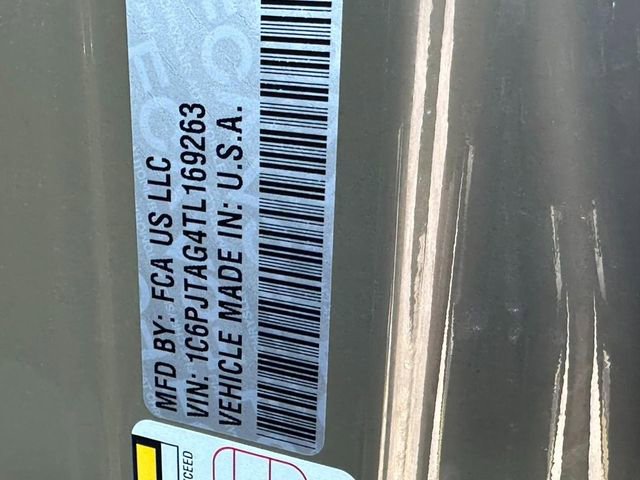 MFD BY: FCA US LLC
VIN: 1C6PJTAG4TL169263
VEHICLE MADE IN: U.S.A.